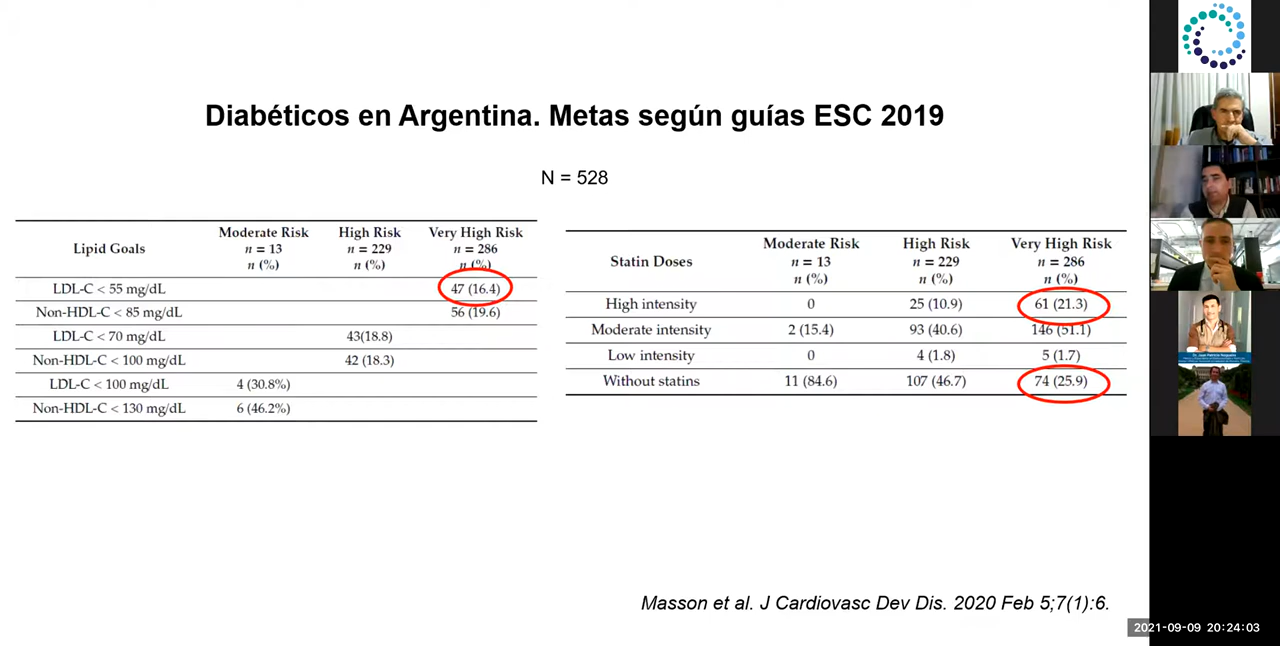 Diabéticos en Argentina. Metas según guías ESC 2019
N = 528
Lipid Goals Moderate Risk n = 13 n (%) High Risk n = 229 n (%) Very High Risk n = 286 n (%)
LDL-C < 55 mg/dL 47 (16.4)
Non-HDL-C < 85 mg/dL 56 (19.6)
LDL-C < 70 mg/dL 43(18.8)
Non-HDL-C < 100 mg/dL 42 (18.3)
LDL-C < 100 mg/dL 4 (30.8%)
Non-HDL-C < 130 mg/dL 6 (46.2%)
Statin Doses Moderate Risk n = 13 n (%) High Risk n = 229 n (%) Very High Risk n = 286 n (%)
High intensity 0 25 (10.9) 61 (21.3)
Moderate intensity 2 (15.4) 93 (40.6) 146 (51.1)
Low intensity 0 4 (1.8) 5 (1.7)
Without statins 11 (84.6) 107 (46.7) 74 (25.9)
Masson et al. J Cardiovasc Dev Dis. 2020 Feb 5;7(1):6.
2021-09-09 20:24:03